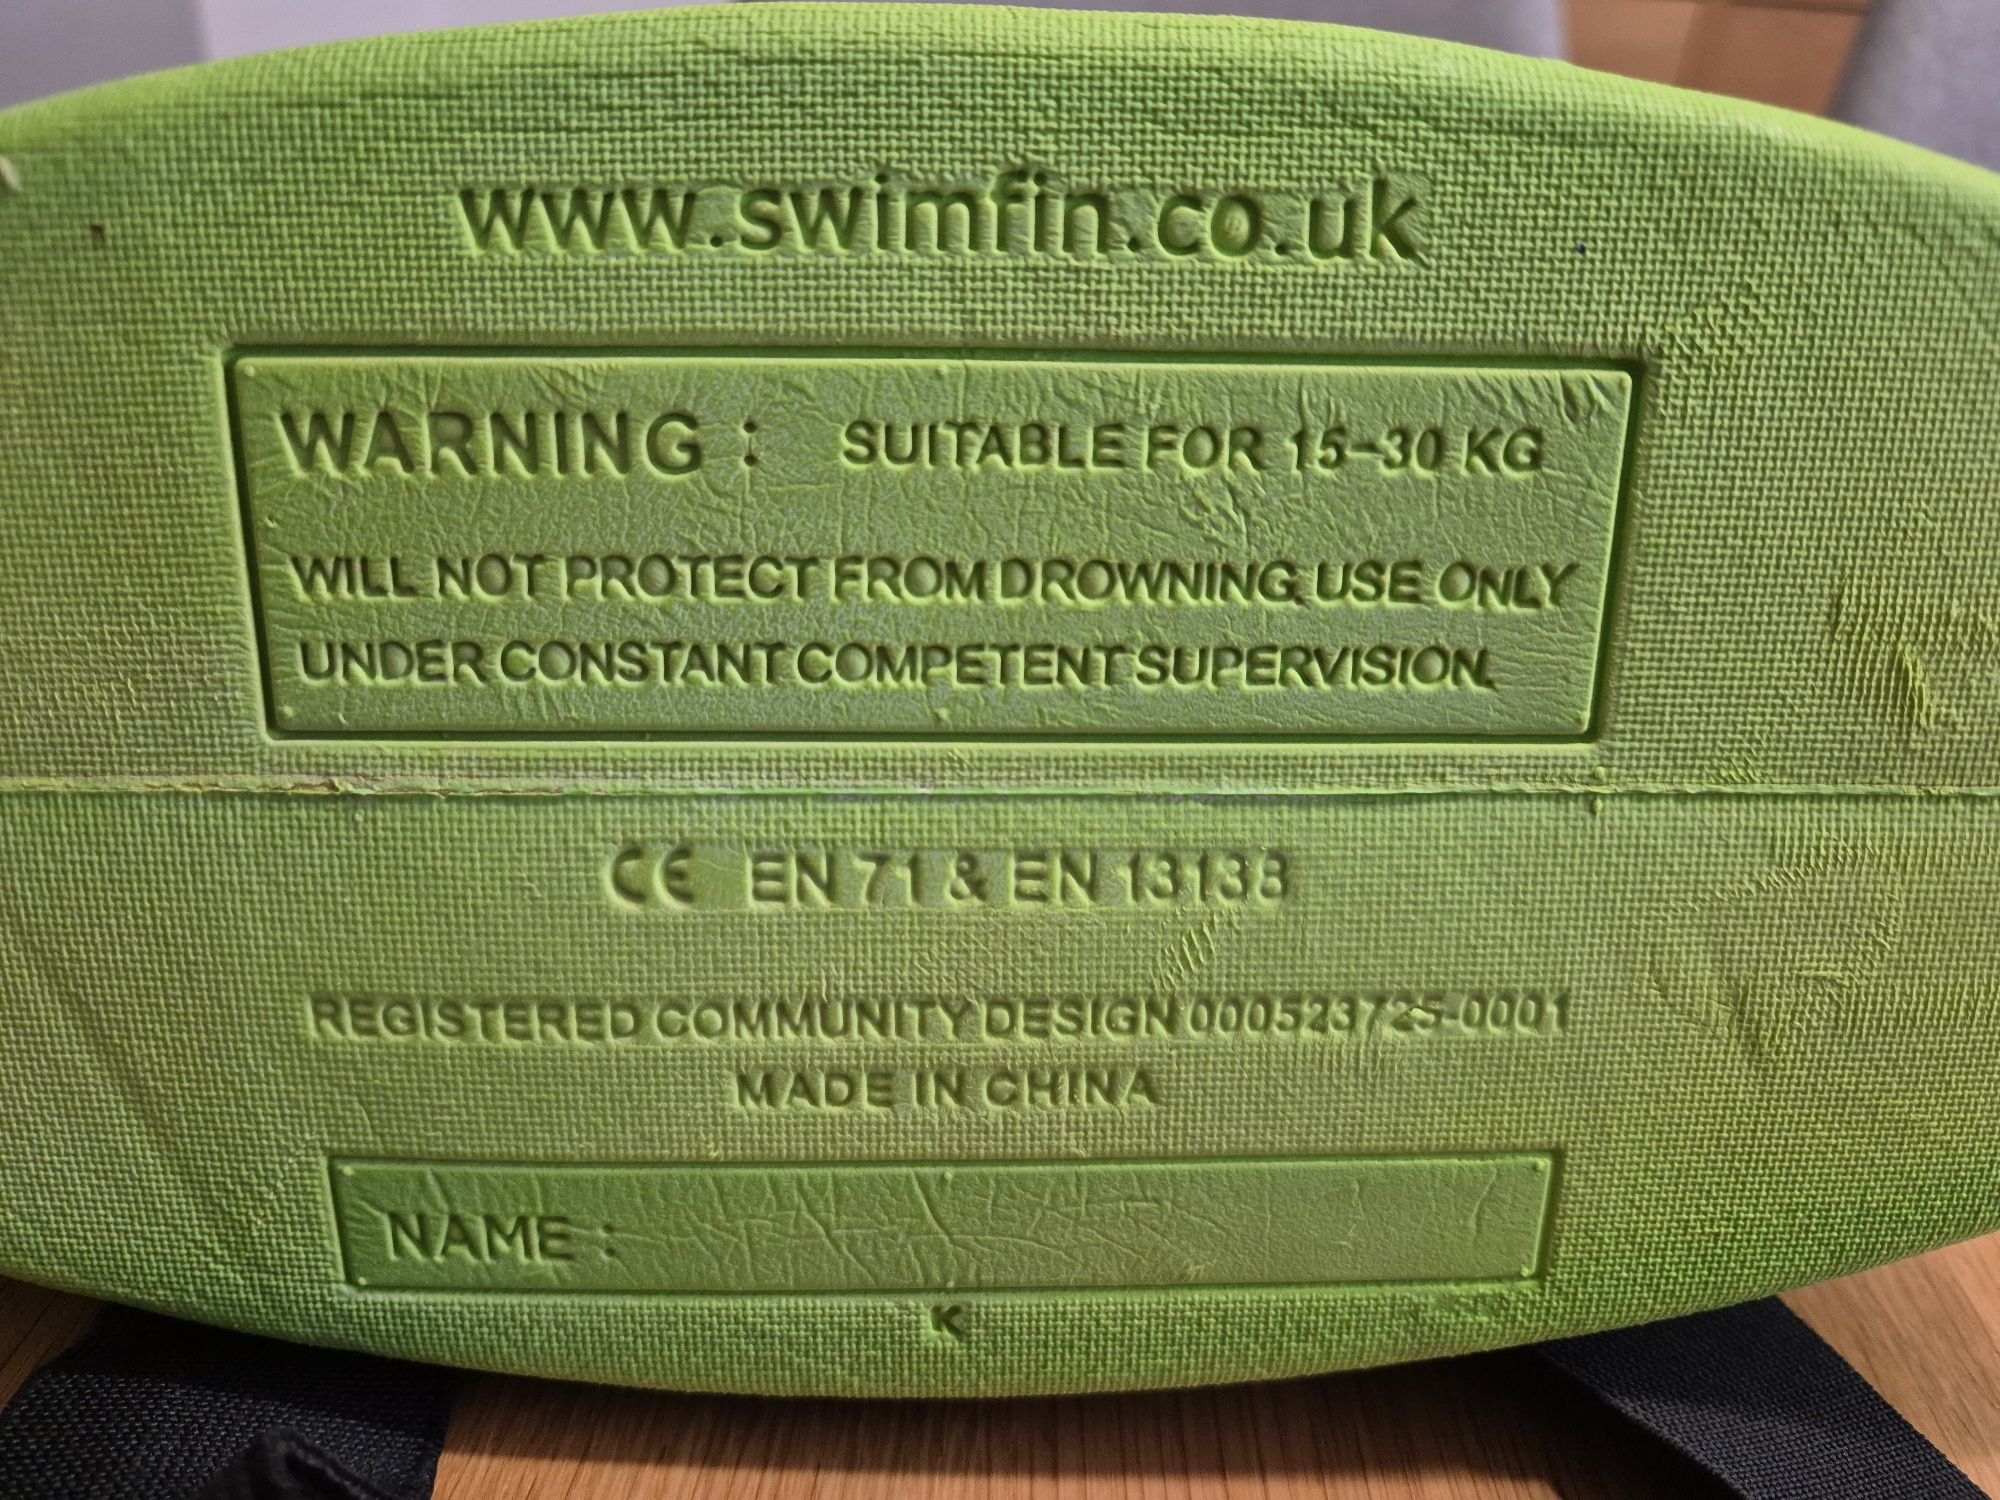 www.swimfin.co.uk
WARNING : SUITABLE FOR 15-30 KG
WILL NOT PROTECT FROM DROWNING, USE ONLY
UNDER CONSTANT COMPETENT SUPERVISION.
CE EN 71 & EN 13138
REGISTERED COMMUNITY DESIGN 000523725-0001
MADE IN CHINA
NAME :
K